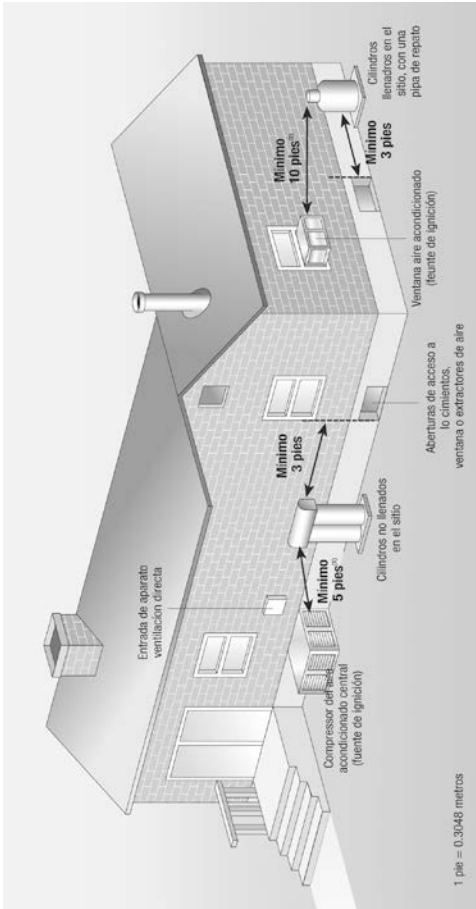 Entrada de aparato
ventilacion directa
Cilindros
llenadros en el
sitio, con una
pipa de repato
Mínimo
10 pies
Mínimo
3 pies
Mínimo
3 pies
Mínimo
5 pies
Ventana aire acondicionado
(feunte de ignición)
Aberturas de acceso a
lo cimientos,
ventana o extractores de aire
Cilindros no llenados
en el sitio
Compressor del aire
acondicionado central
(fuente de ignición)
1 pie = 0.3048 metros